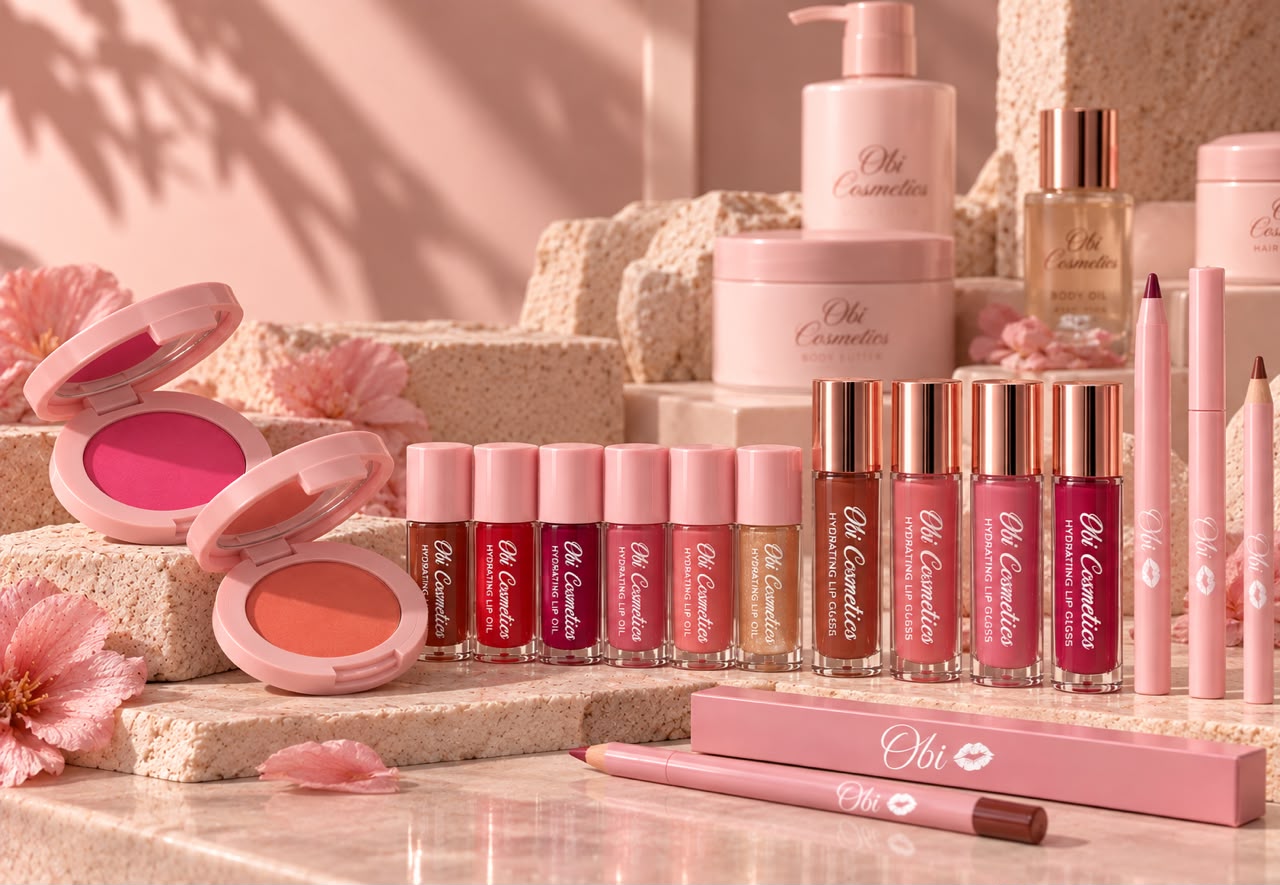 Obi
Cosmetics
Obi
Cosmetics
BODY BUTTER
Obi
Cosmetics
BODY OIL
HAIR
Obi Cosmetics
HYDRATING LIP
Obi Cosmetics
HYDRATING LIP OIL
Obi Cosmetics
HYDRATING LIP OIL
Obi Cosmetics
HYDRATING LIP OIL
Obi Cosmetics
HYDRATING LIP OIL
Obi Cosmetics
HYDRATING LIP OIL
Obi Cosmetics
HYDRATING LIP GLOSS
Obi Cosmetics
HYDRATING LIP GLOSS
Obi Cosmetics
HYDRATING LIP GLOSS
Obi Cosmetics
HYDRATING LIP GLOSS
Obi
Obi
Obi
Obi
Obi